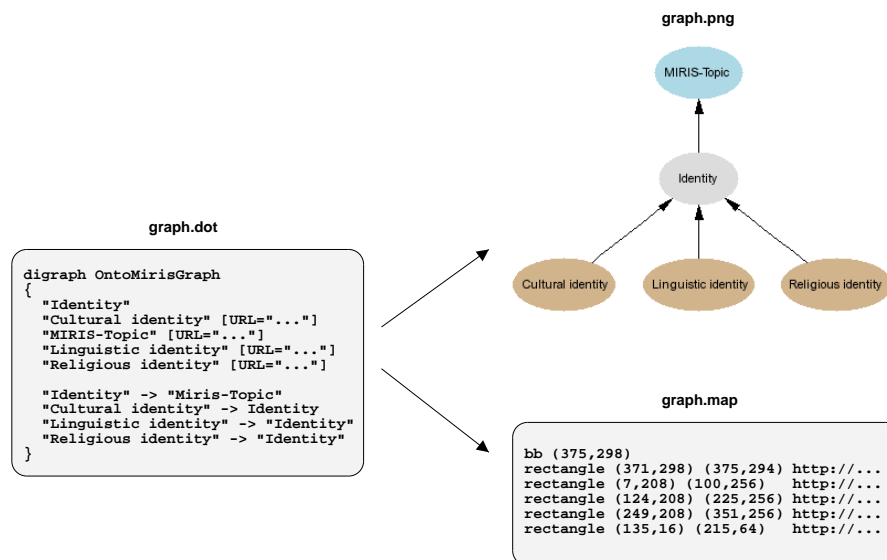 graph.png
MIRIS-Topic
Identity
Cultural identity
Linguistic identity
Religious identity
graph.dot
digraph OntoMirisGraph
{
"Identity"
"Cultural identity" [URL="..."]
"MIRIS-Topic" [URL="..."]
"Linguistic identity" [URL="..."]
"Religious identity" [URL="..."]
"Identity" -> "Miris-Topic"
"Cultural identity" -> Identity
"Linguistic identity" -> "Identity"
"Religious identity" -> "Identity"
}
graph.map
bb (375,298)
rectangle (371,298) (375,294) http://...
rectangle (7,208) (100,256) http://...
rectangle (124,208) (225,256) http://...
rectangle (249,208) (351,256) http://...
rectangle (135,16) (215,64) http://...